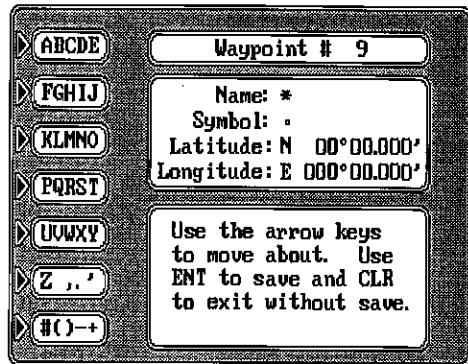 ABCDE
FGHIJ
KLMNO
PQRST
UVWXY
Z ,.'
#()-+
Waypoint # 9
Name: *
Symbol: ▫
Latitude: N 00°00.000'
Longitude: E 000°00.000'
Use the arrow keys
to move about. Use
ENT to save and CLR
to exit without save.